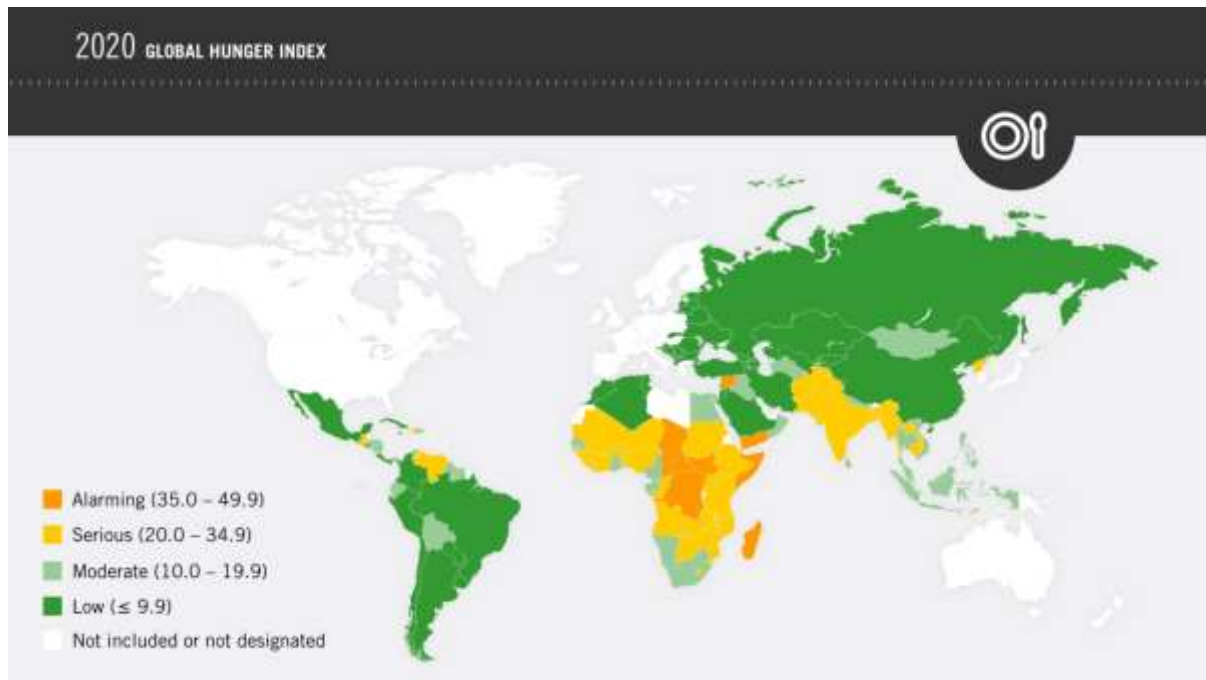 2020 GLOBAL HUNGER INDEX
Alarming (35.0 – 49.9)
Serious (20.0 – 34.9)
Moderate (10.0 – 19.9)
Low (≤ 9.9)
Not included or not designated